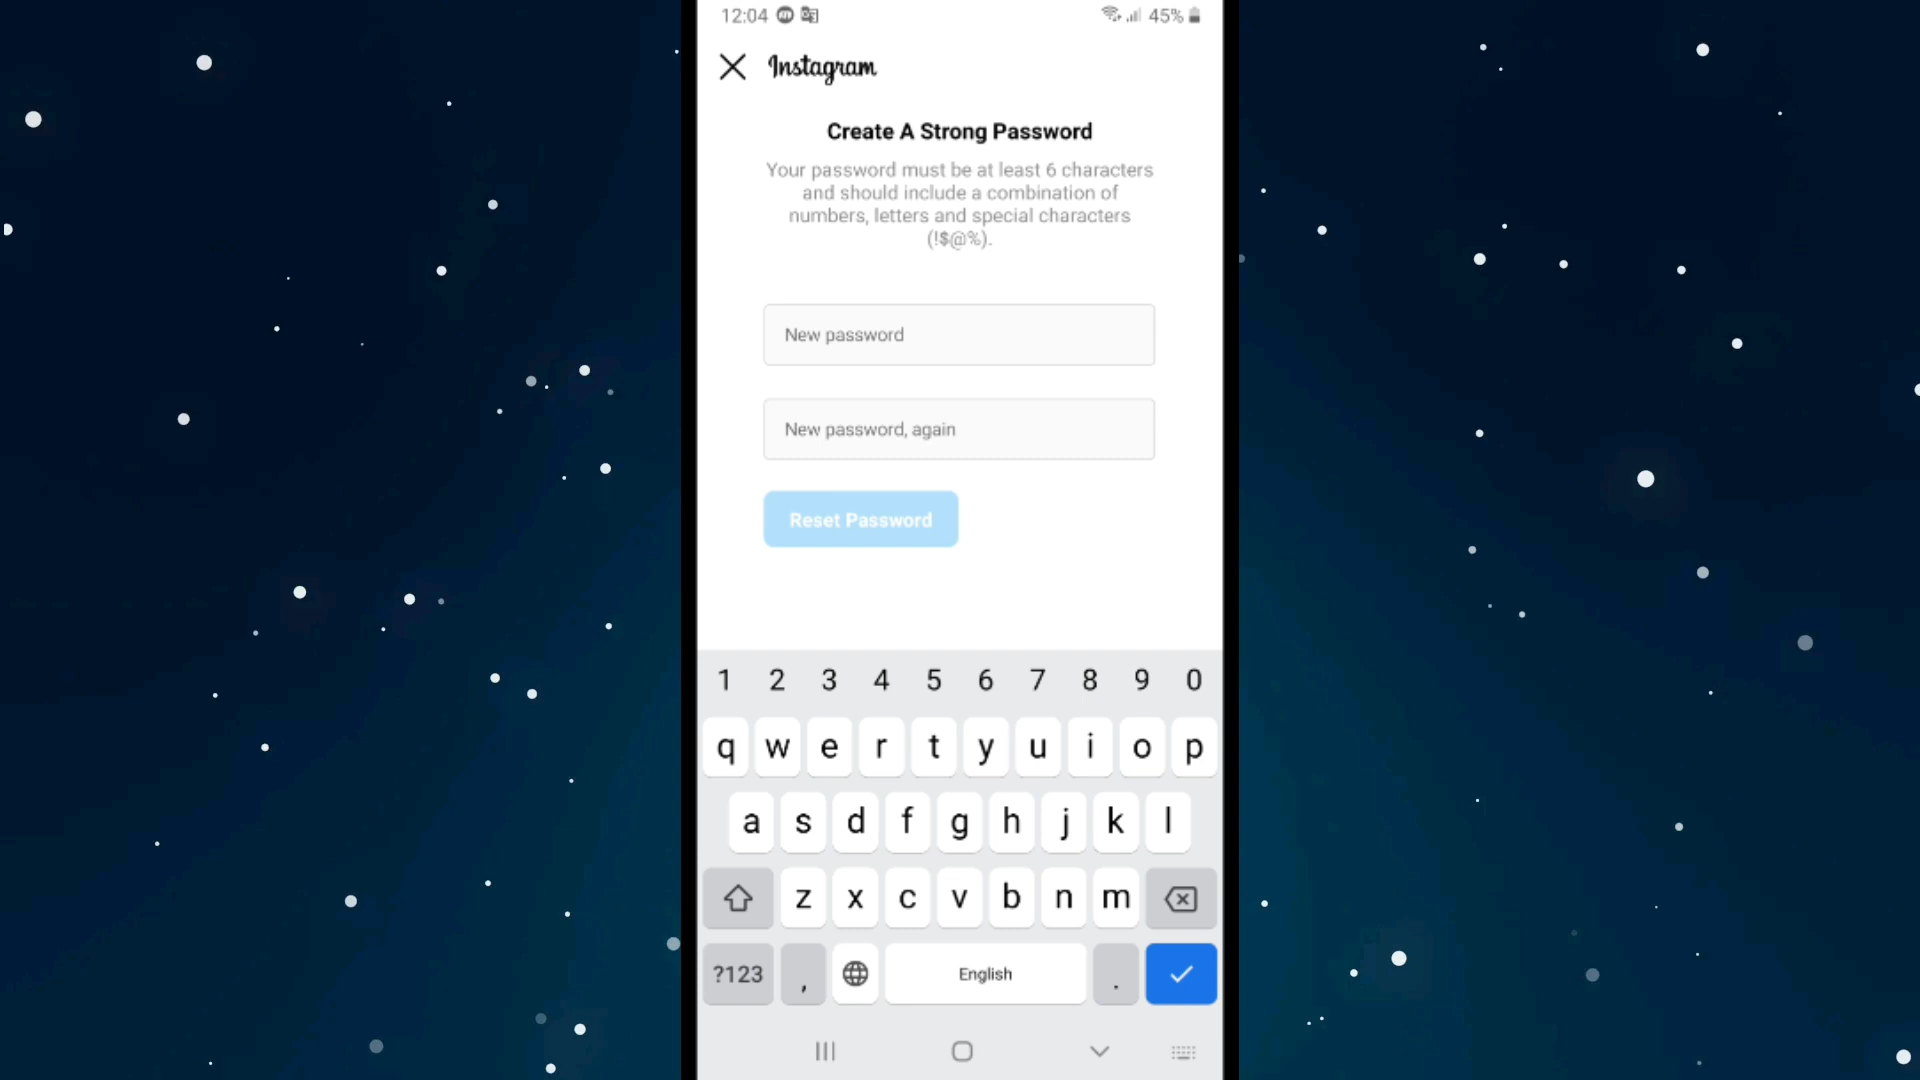 12:04
45%
Instagram
Create A Strong Password
Your password must be at least 6 characters
and should include a combination of
numbers, letters and special characters
(!$@%).
New password
New password, again
Reset Password
1 2 3 4 5 6 7 8 9 0
q w e r t y u i o p
a s d f g h j k l
z x c v b n m
?123 , English .